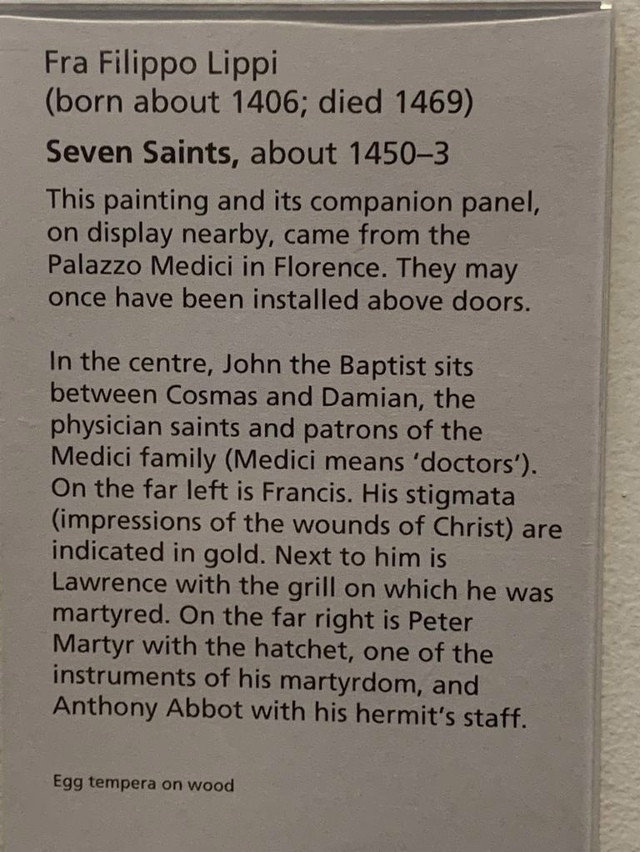 Fra Filippo Lippi
(born about 1406; died 1469)
Seven Saints, about 1450–3
This painting and its companion panel,
on display nearby, came from the
Palazzo Medici in Florence. They may
once have been installed above doors.
In the centre, John the Baptist sits
between Cosmas and Damian, the
physician saints and patrons of the
Medici family (Medici means ‘doctors’).
On the far left is Francis. His stigmata
(impressions of the wounds of Christ) are
indicated in gold. Next to him is
Lawrence with the grill on which he was
martyred. On the far right is Peter
Martyr with the hatchet, one of the
instruments of his martyrdom, and
Anthony Abbot with his hermit’s staff.
Egg tempera on wood